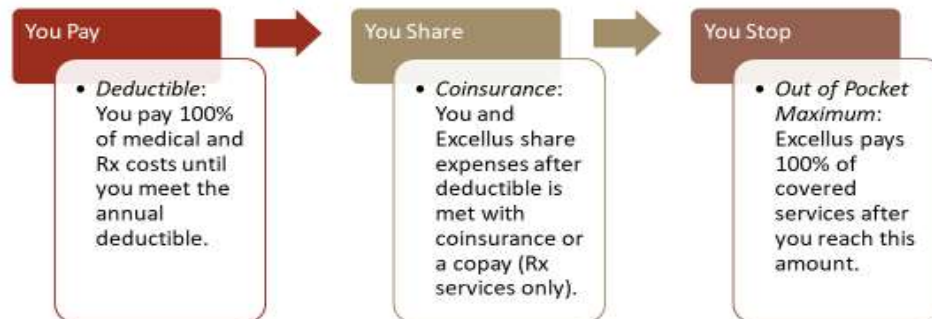 You Pay
• Deductible:
You pay 100%
of medical and
Rx costs until
you meet the
annual
deductible.
You Share
• Coinsurance:
You and
Excellus share
expenses after
deductible is
met with
coinsurance or
a copay (Rx
services only).
You Stop
• Out of Pocket
Maximum:
Excellus pays
100% of
covered
services after
you reach this
amount.